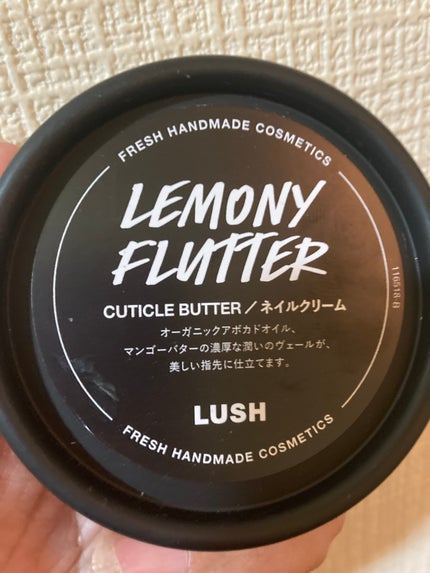 FRESH HANDMADE COSMETICS
LEMONY
FLUTTER
CUTICLE BUTTER / ネイルクリーム
オーガニックアボカドオイル、
マンゴーバターの濃厚な潤いのヴェールが、
美しい指先に仕立てます。
LUSH
FRESH HANDMADE COSMETICS
116518-B